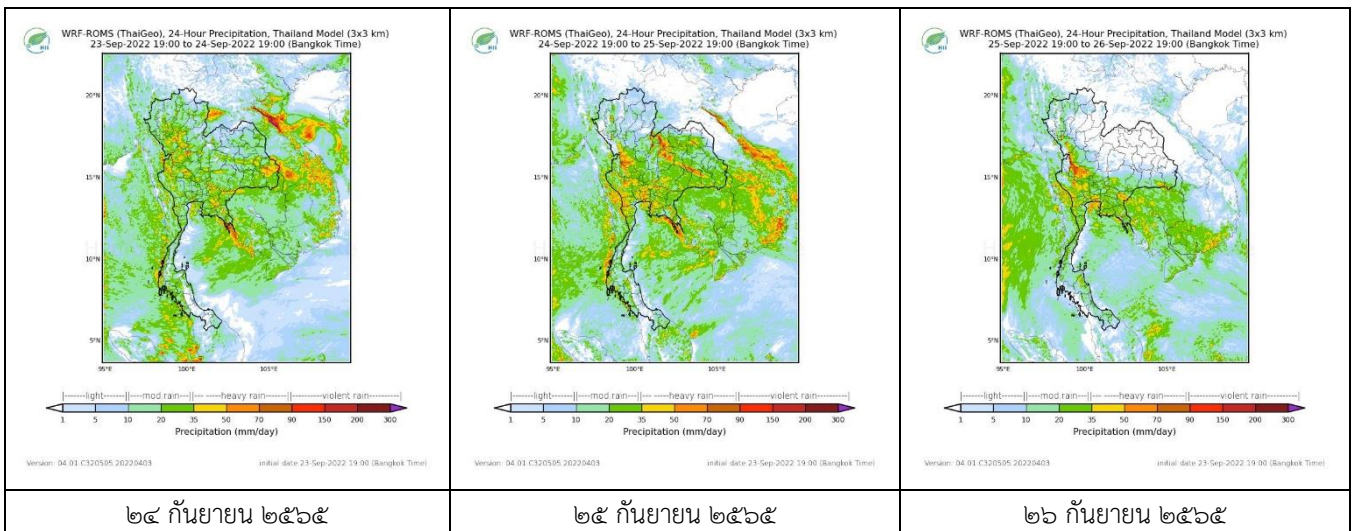 WRF-ROMS (ThaiGeo), 24-Hour Precipitation, Thailand Model (3x3 km)
23-Sep-2022 19:00 to 24-Sep-2022 19:00 (Bangkok Time)
HII
20°N
15°N
10°N
5°N
95°E 100°E 105°E
|------light------||---mod rain---||--- ---heavy rain------||------violent rain------|
1 5 10 20 35 50 70 90 150 200 300
Precipitation (mm/day)
Version: 04.01.C320505.20220403 initial date 23-Sep-2022 19:00 (Bangkok Time)
๒๔ กันยายน ๒๕๖๕
WRF-ROMS (ThaiGeo), 24-Hour Precipitation, Thailand Model (3x3 km)
24-Sep-2022 19:00 to 25-Sep-2022 19:00 (Bangkok Time)
HII
20°N
15°N
10°N
5°N
95°E 100°E 105°E
|------light------||---mod rain---||--- ---heavy rain------||------violent rain------|
1 5 10 20 35 50 70 90 150 200 300
Precipitation (mm/day)
Version: 04.01.C320505.20220403 initial date 23-Sep-2022 19:00 (Bangkok Time)
๒๕ กันยายน ๒๕๖๕
WRF-ROMS (ThaiGeo), 24-Hour Precipitation, Thailand Model (3x3 km)
25-Sep-2022 19:00 to 26-Sep-2022 19:00 (Bangkok Time)
HII
20°N
15°N
10°N
5°N
95°E 100°E 105°E
|------light------||---mod rain---||--- ---heavy rain------||------violent rain------|
1 5 10 20 35 50 70 90 150 200 300
Precipitation (mm/day)
Version: 04.01.C320505.20220403 initial date 23-Sep-2022 19:00 (Bangkok Time)
๒๖ กันยายน ๒๕๖๕